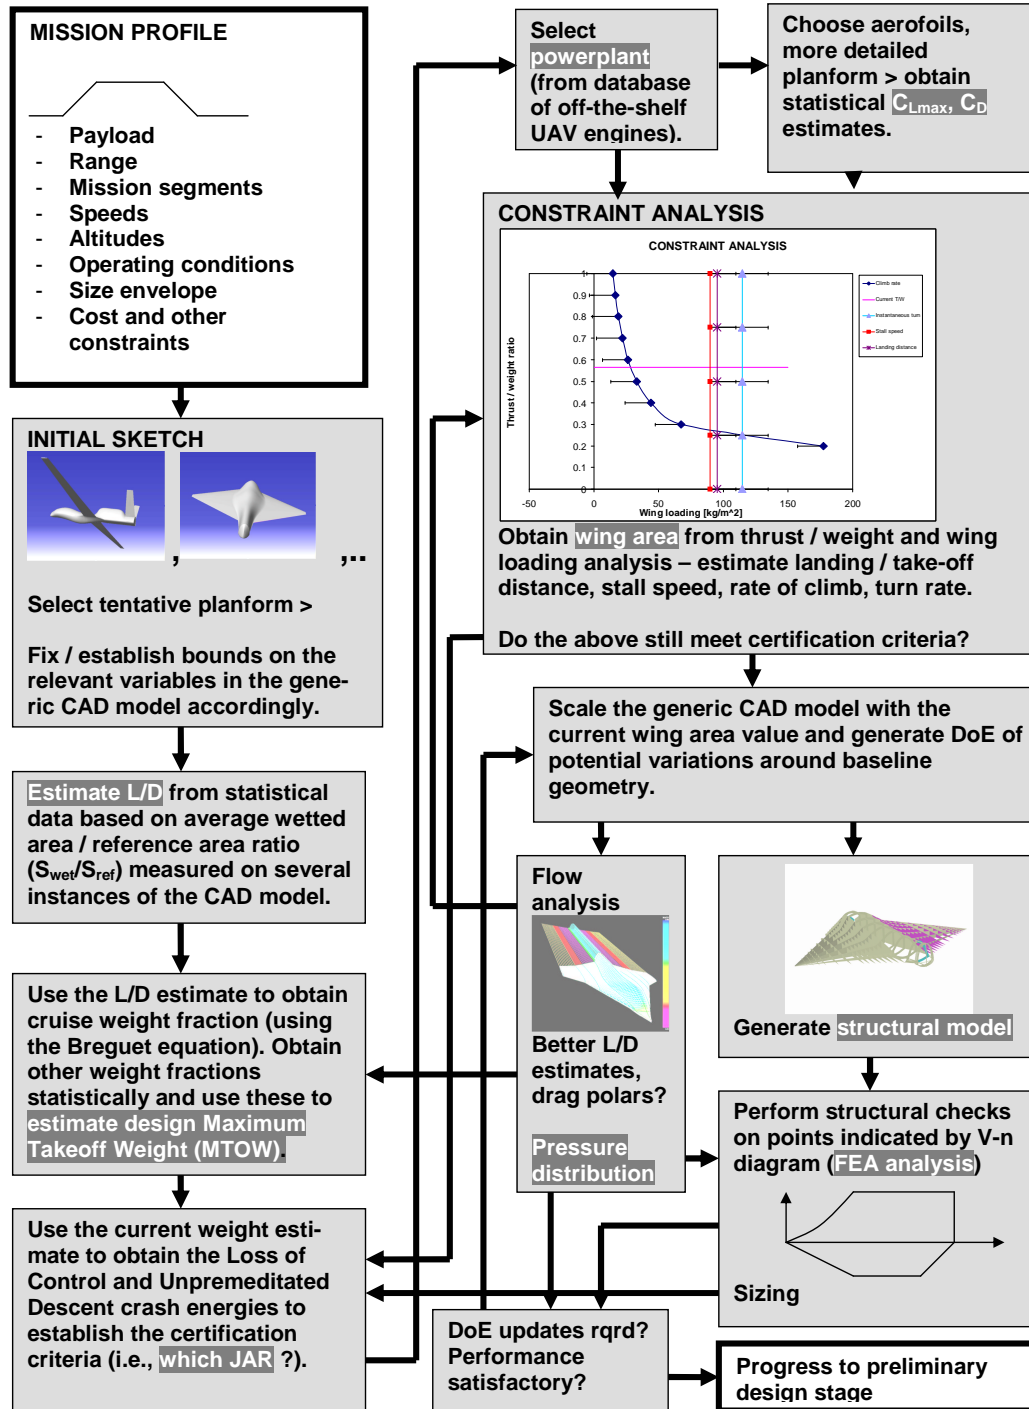 MISSION PROFILE
- Payload
- Range
- Mission segments
- Speeds
- Altitudes
- Operating conditions
- Size envelope
- Cost and other
constraints
INITIAL SKETCH
, ,..
Select tentative planform >
Fix / establish bounds on the
relevant variables in the gene-
ric CAD model accordingly.
Estimate L/D from statistical
data based on average wetted
area / reference area ratio
(Swet/Sref) measured on several
instances of the CAD model.
Use the L/D estimate to obtain
cruise weight fraction (using
the Breguet equation). Obtain
other weight fractions
statistically and use these to
estimate design Maximum
Takeoff Weight (MTOW).
Use the current weight esti-
mate to obtain the Loss of
Control and Unpremeditated
Descent crash energies to
establish the certification
criteria (i.e., which JAR ?).
Select
powerplant
(from database
of off-the-shelf
UAV engines).
Choose aerofoils,
more detailed
planform > obtain
statistical CLmax, CD
estimates.
CONSTRAINT ANALYSIS
CONSTRAINT ANALYSIS
Thrust / weight ratio
1
0.9
0.8
0.7
0.6
0.5
0.4
0.3
0.2
0.1
0
-50 0 50 100 150 200
Wing loading [kg/m^2]
Climb rate
Current T/W
Instantaneous turn
Stall speed
Landing distance
Obtain wing area from thrust / weight and wing
loading analysis – estimate landing / take-off
distance, stall speed, rate of climb, turn rate.
Do the above still meet certification criteria?
Scale the generic CAD model with the
current wing area value and generate DoE of
potential variations around baseline
geometry.
Flow
analysis
Better L/D
estimates,
drag polars?
Pressure
distribution
Generate structural model
Perform structural checks
on points indicated by V-n
diagram (FEA analysis)
Sizing
DoE updates rqrd?
Performance
satisfactory?
Progress to preliminary
design stage